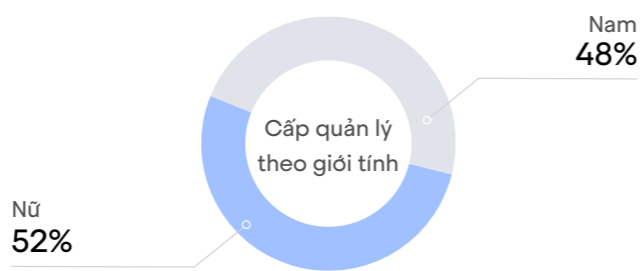 Nam
48%
Cấp quản lý
theo giới tính
Nữ
52%